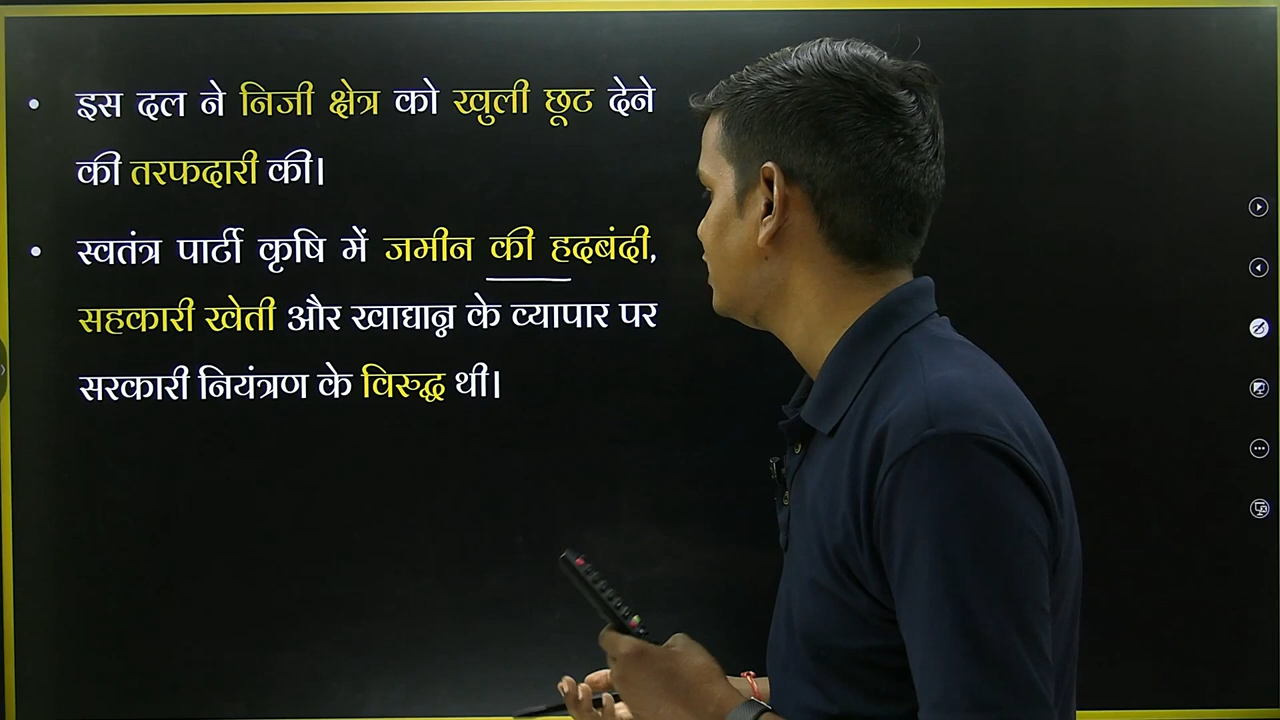 • इस दल ने निजी क्षेत्र को खुली छूट देने
की तरफदारी की।
• स्वतंत्र पार्टी कृषि में जमीन की हदबंदी,
सहकारी खेती और खाद्यान्न के व्यापार पर
सरकारी नियंत्रण के विरुद्ध थी।